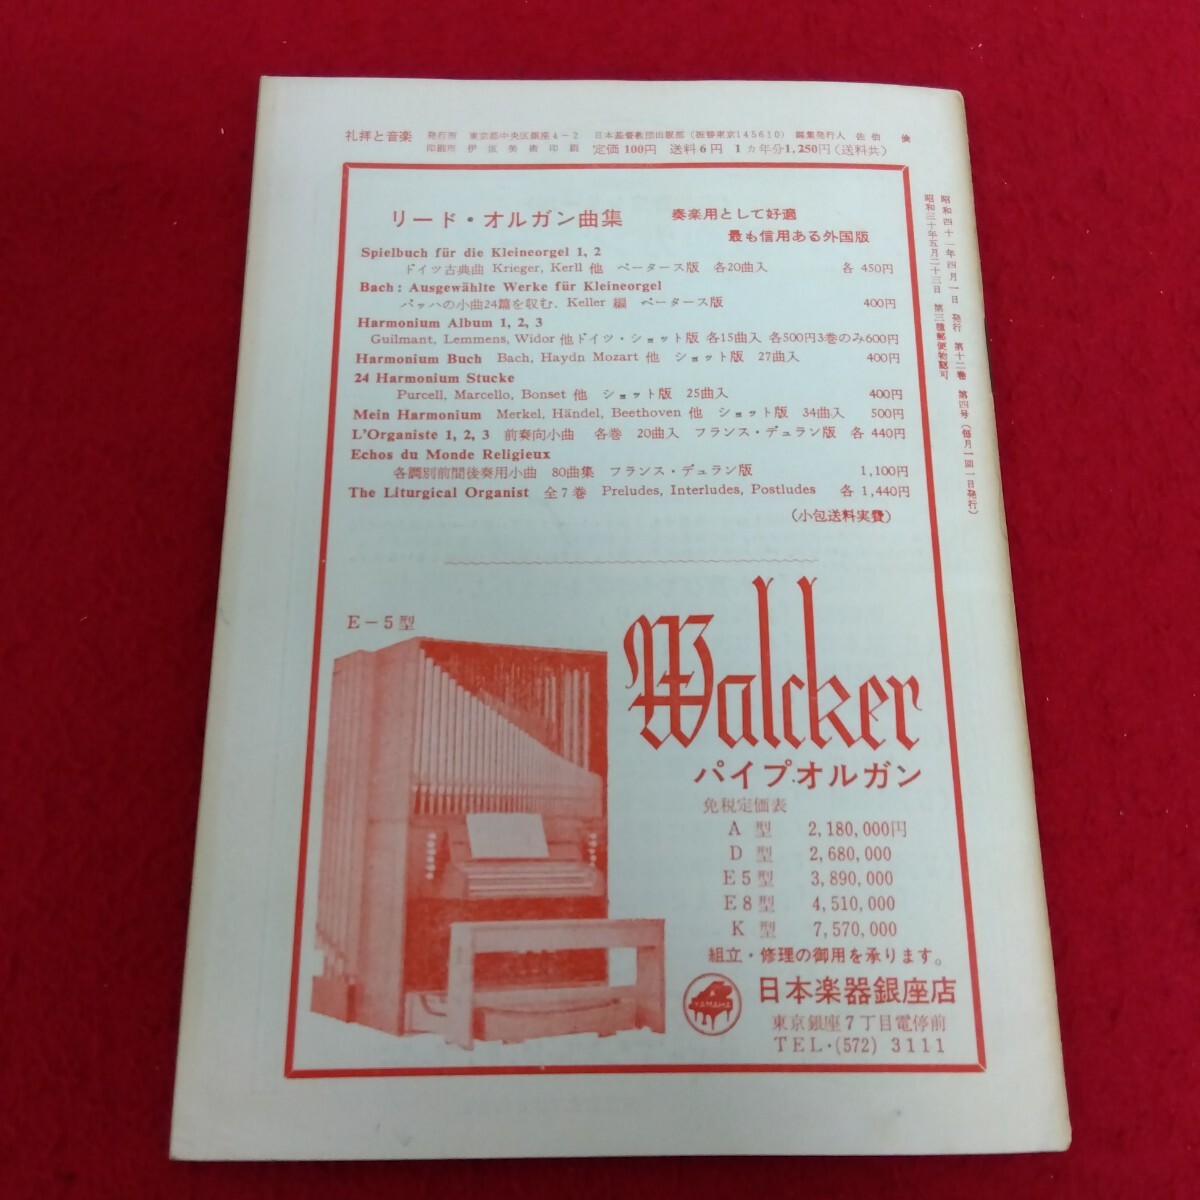 礼拝と音楽 発行所 東京都中央区銀座4-2 日本基督教団出版部 (振替東京145610) 編集発行人 佐伯 倹
印刷所 伊坂美術印刷 定価100円 送料6円 1カ年分1,250円(送料共)
昭和四十一年四月一日発行 第十二巻 第四号(毎月一回一日発行)
昭和三十年五月二十三日 第三種郵便物認可
リード・オルガン曲集 奏楽用として好適
最も信用ある外国版
Spielbuch für die Kleineorgel 1, 2
ドイツ古典曲 Krieger, Kerll 他 ペータース版 各20曲入 各 450円
Bach : Ausgewählte Werke für Kleineorgel
バッハの小曲24篇を収む. Keller 編 ペータース版 400円
Harmonium Album 1, 2, 3
Guilmant, Lemmens, Widor 他ドイツ・ショット版 各15曲入 各500円3巻のみ600円
Harmonium Buch Bach, Haydn Mozart 他 ショット版 27曲入 400円
24 Harmonium Stucke
Purcell, Marcello, Bonset 他 ショット版 25曲入 400円
Mein Harmonium Merkel, Händel, Beethoven 他 ショット版 34曲入 500円
L'Organiste 1, 2, 3 前奏向小曲 各巻 20曲入 フランス・デュラン版 各 440円
Echos du Monde Religieux
各調別前間後奏用小曲 80曲集 フランス・デュラン版 1,100円
The Liturgical Organist 全7巻 Preludes, Interludes, Postludes 各 1,440円
(小包送料実費)
E-5型
Walcker
パイプ・オルガン
免税定価表
A 型 2,180,000円
D 型 2,680,000
E5型 3,890,000
E8型 4,510,000
K 型 7,570,000
組立・修理の御用を承ります。
YAMAHA 日本楽器銀座店
東京銀座7丁目電停前
TEL・(572) 3111